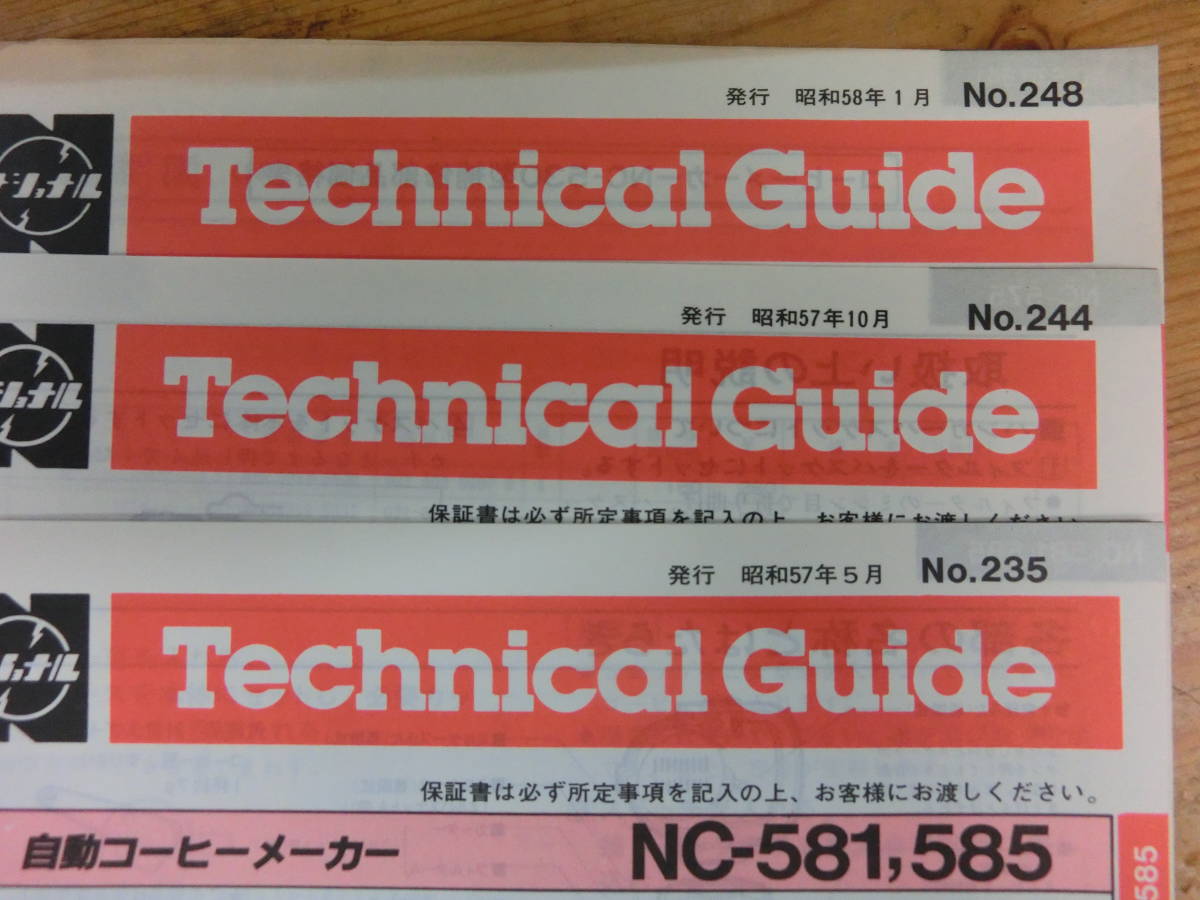 発行 昭和58年1月 No.248
ナショナル
Technical Guide
発行 昭和57年10月 No.244
ショナル
Technical Guide
保証書は必ず所定事項を記入の上、お客様にお渡しください。
発行 昭和57年5月 No.235
ショナル
Technical Guide
保証書は必ず所定事項を記入の上、お客様にお渡しください。
自動コーヒーメーカー NC-581,585
585